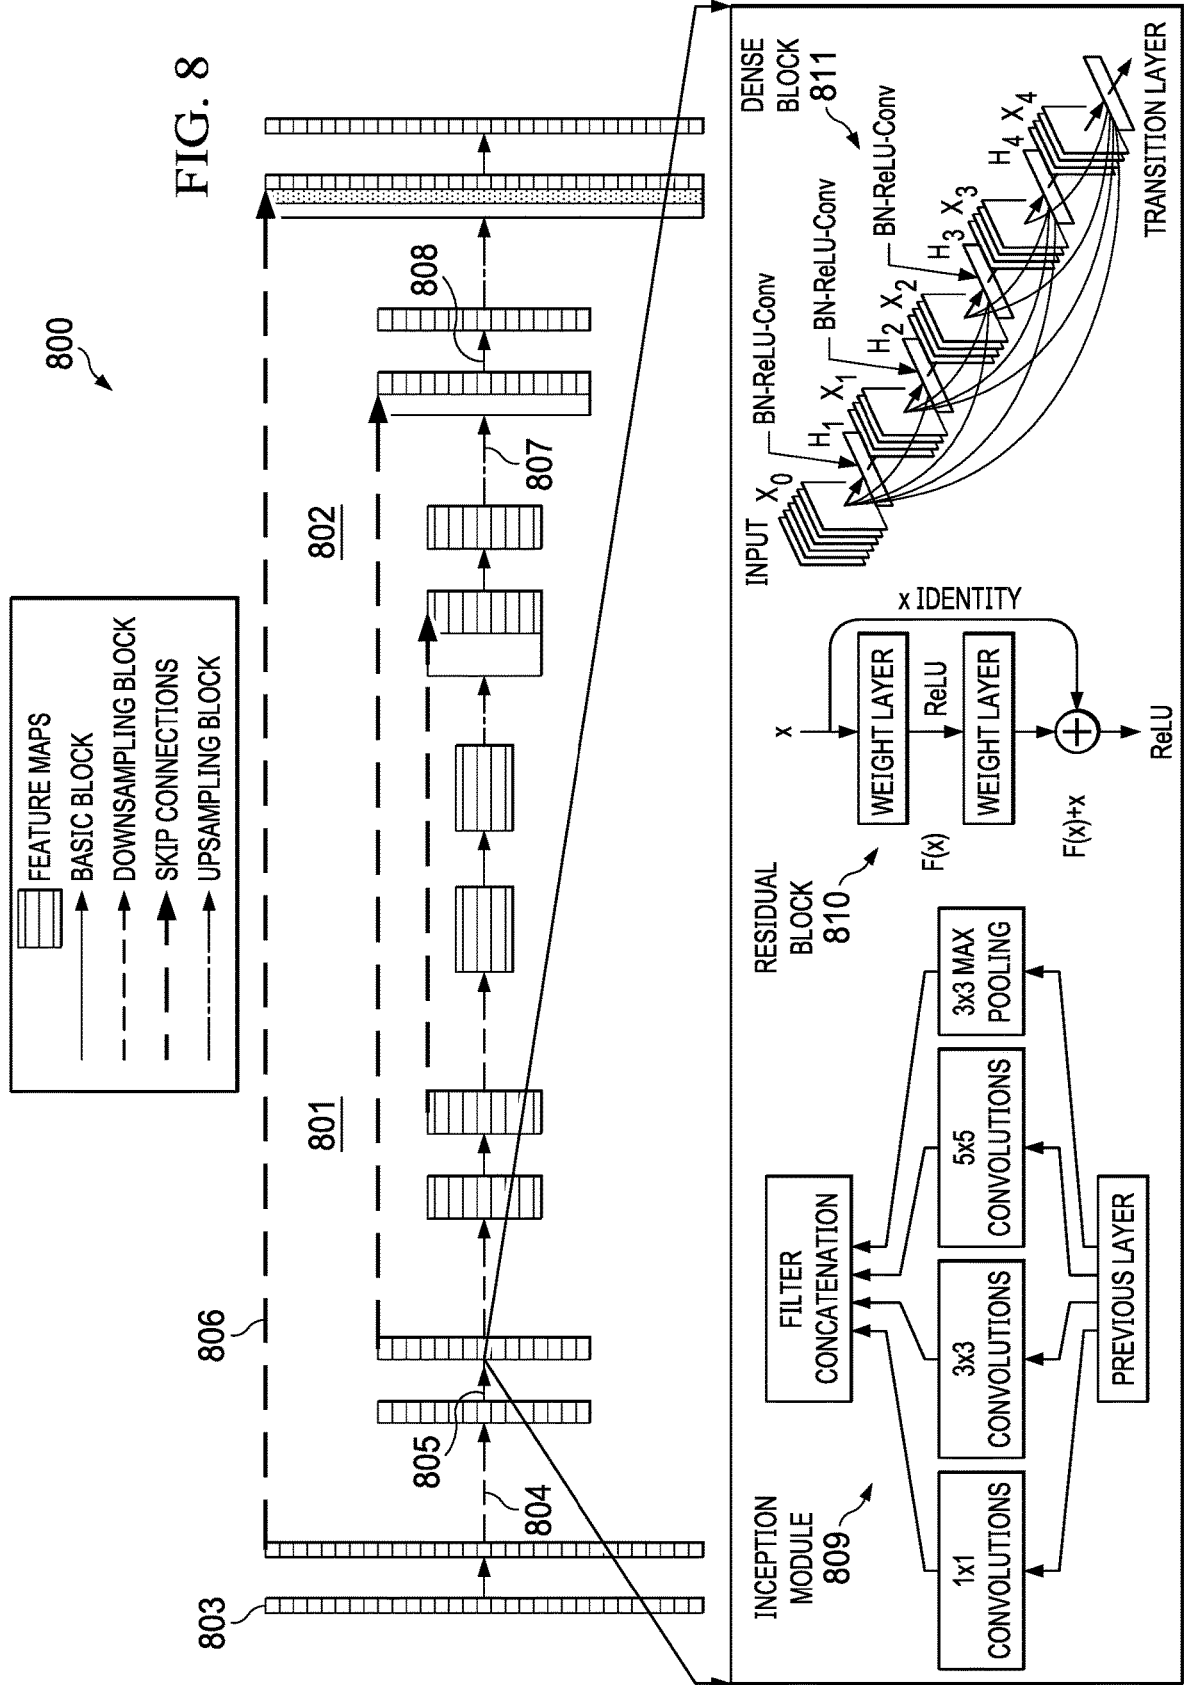 FIG. 8
800
FEATURE MAPS
BASIC BLOCK
DOWNSAMPLING BLOCK
SKIP CONNECTIONS
UPSAMPLING BLOCK
806
801
802
803
804
805
807
808
INCEPTION
MODULE
809
FILTER
CONCATENATION
1x1
CONVOLUTIONS
3x3
CONVOLUTIONS
5x5
CONVOLUTIONS
3x3 MAX
POOLING
PREVIOUS LAYER
RESIDUAL
BLOCK
810
x
WEIGHT LAYER
F(x)
ReLU
WEIGHT LAYER
x IDENTITY
F(x)+x
+
ReLU
DENSE
BLOCK
811
INPUT
X0
BN-ReLU-Conv
H1
X1
BN-ReLU-Conv
H2
X2
BN-ReLU-Conv
H3
X3
H4
X4
TRANSITION LAYER